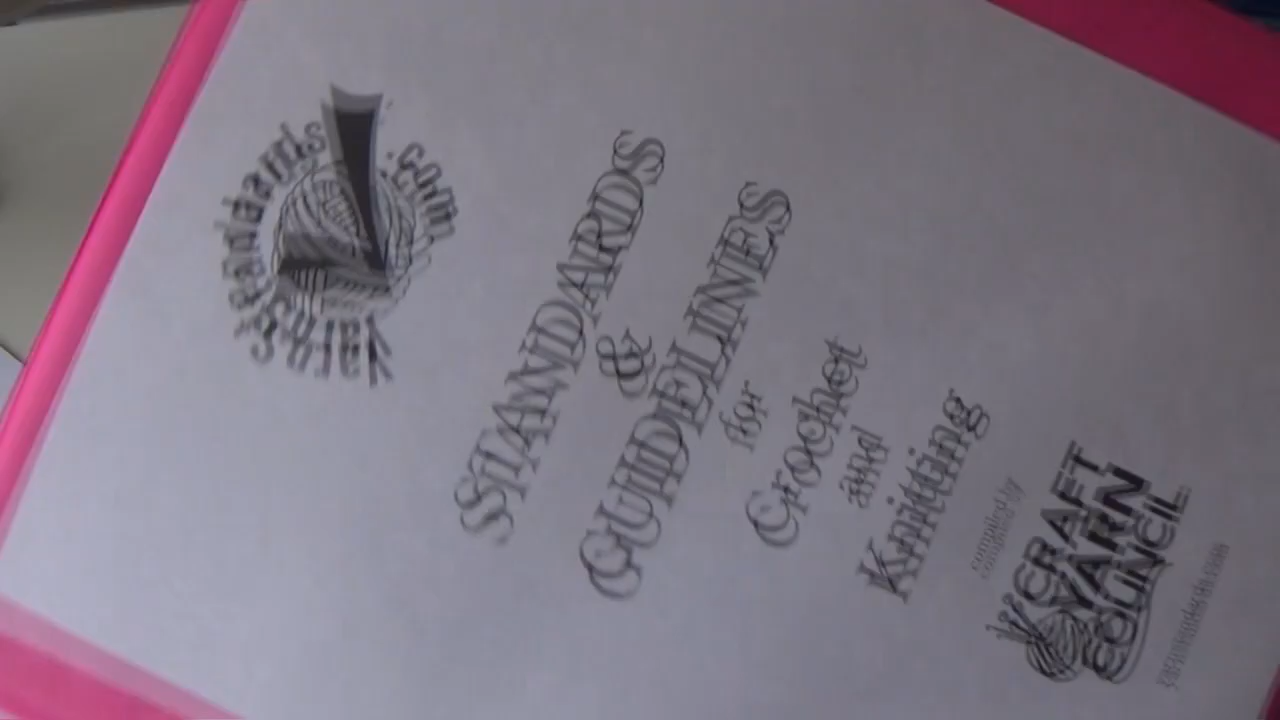 YarnStandards.com
STANDARDS
&
GUIDELINES
for
Crochet
and
Knitting
compiled by
CRAFT
YARN
COUNCIL